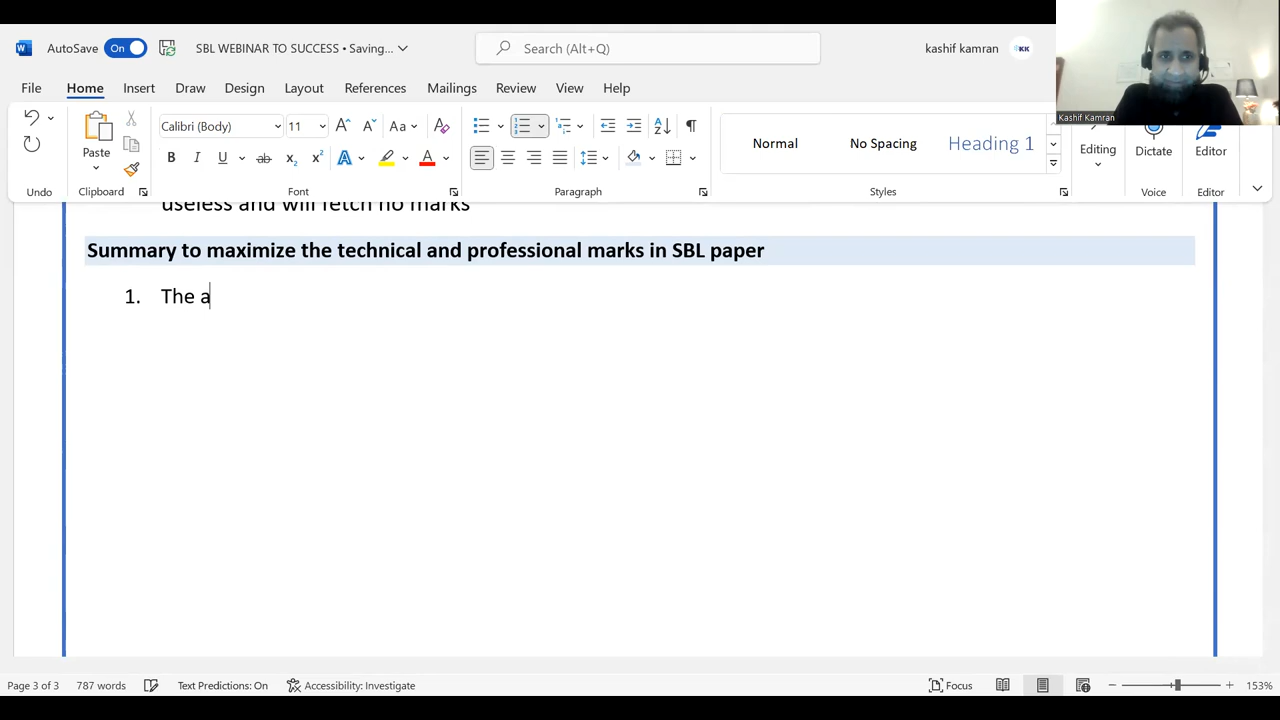 AutoSave On SBL WEBINAR TO SUCCESS • Saving... Search (Alt+Q) kashif kamran KK
File Home Insert Draw Design Layout References Mailings Review View Help
Kashif Kamran
Calibri (Body) 11 Aa Normal No Spacing Heading 1
Paste Editing Dictate Editor
Undo Clipboard Font Paragraph Styles Voice Editor
useless and will fetch no marks
Summary to maximize the technical and professional marks in SBL paper
1. The a
Page 3 of 3 787 words Text Predictions: On Accessibility: Investigate Focus 153%